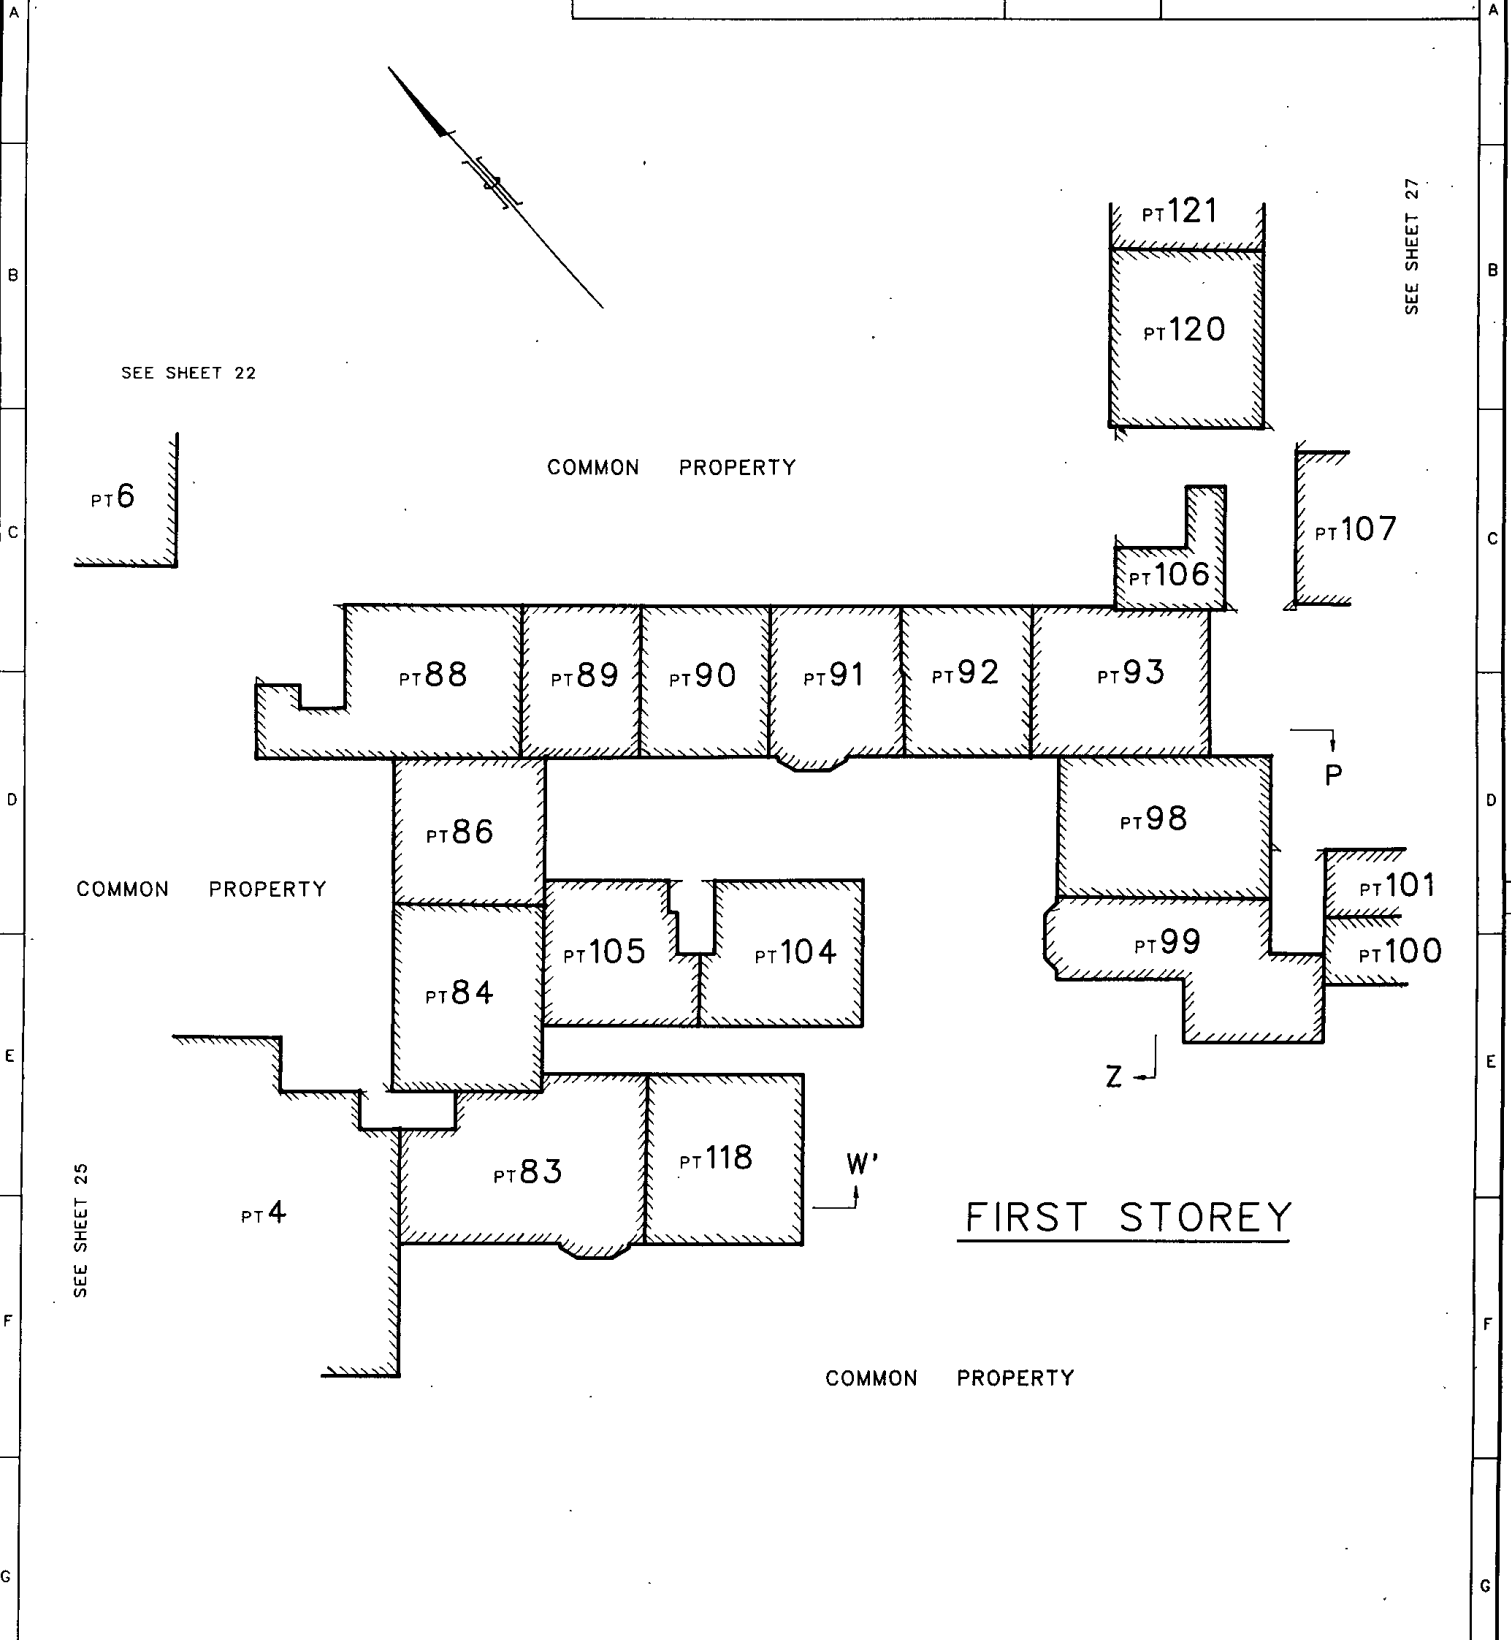 A
A
PT121
SEE SHEET 27
B
B
PT120
SEE SHEET 22
COMMON PROPERTY
PT6
C
C
PT107
PT106
PT88
PT89
PT90
PT91
PT92
PT93
P
D
D
PT86
PT98
COMMON PROPERTY
PT101
PT105
PT104
PT99
PT100
PT84
E
E
Z
PT83
PT118
W'
SEE SHEET 25
PT4
FIRST STOREY
F
F
COMMON PROPERTY
G
G